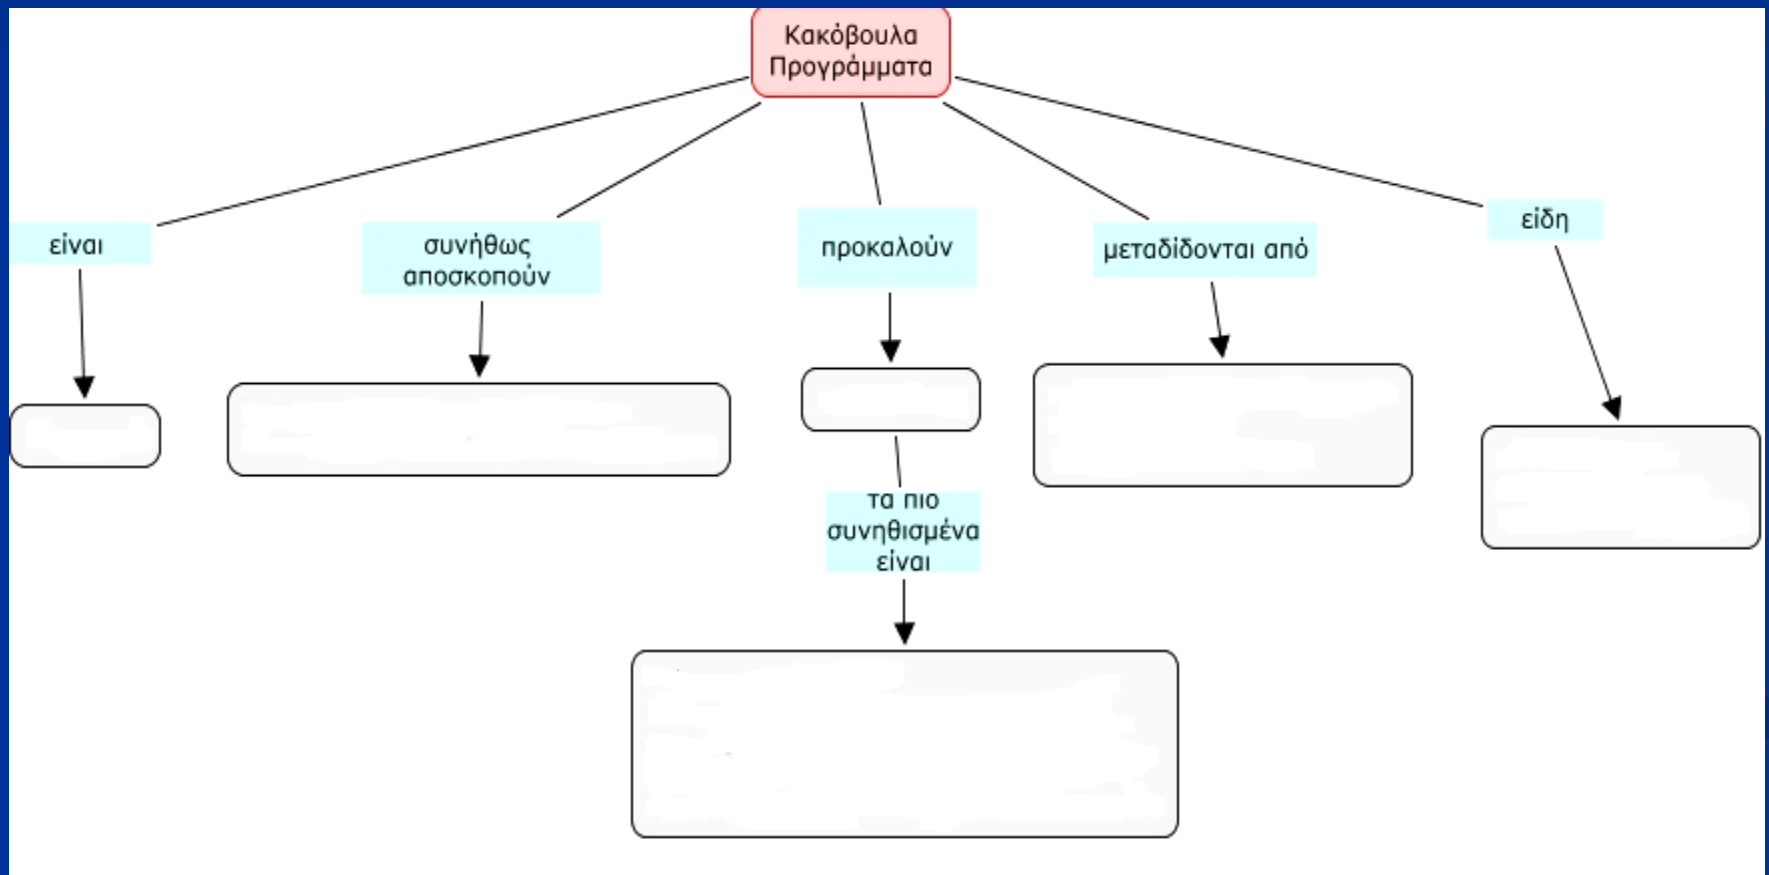 Κακόβουλα
Προγράμματα
είναι
συνήθως
αποσκοπούν
προκαλούν
μεταδίδονται από
είδη
τα πιο
συνηθισμένα
είναι